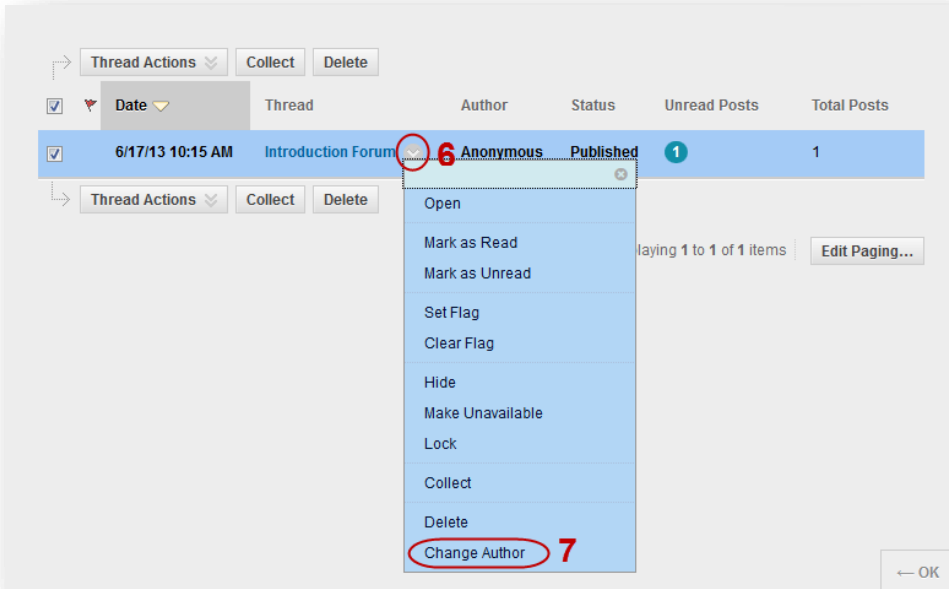 Thread Actions Collect Delete
Date Thread Author Status Unread Posts Total Posts
6/17/13 10:15 AM Introduction Forum 6 Anonymous Published 1 1
Thread Actions Collect Delete
Open
Mark as Read
laying 1 to 1 of 1 items Edit Paging...
Mark as Unread
Set Flag
Clear Flag
Hide
Make Unavailable
Lock
Collect
Delete
Change Author 7
← OK